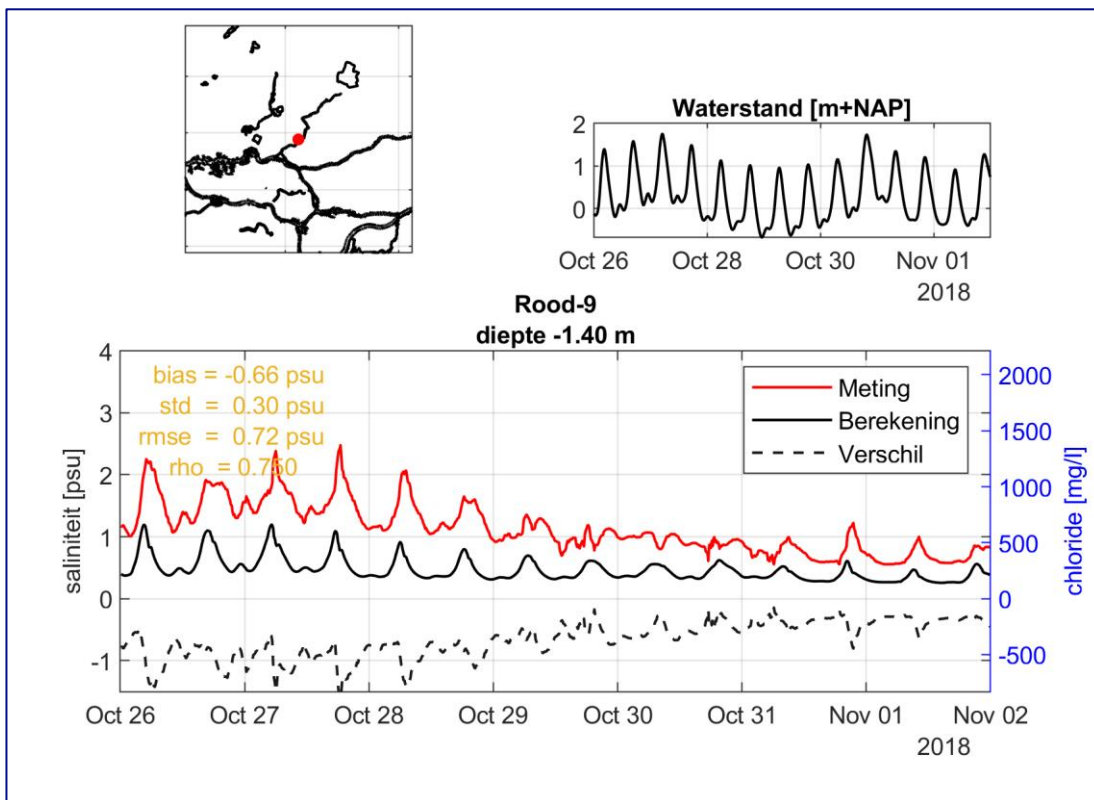 Waterstand [m+NAP]
2
1
0
Oct 26
Oct 28
Oct 30
Nov 01
2018
Rood-9
diepte -1.40 m
saliniteit [psu]
4
3
2
1
0
-1
bias = -0.66 psu
std = 0.30 psu
rmse = 0.72 psu
rho = 0.750
Meting
Berekening
Verschil
2000
1500
1000
500
0
-500
chloride [mg/l]
Oct 26
Oct 27
Oct 28
Oct 29
Oct 30
Oct 31
Nov 01
Nov 02
2018